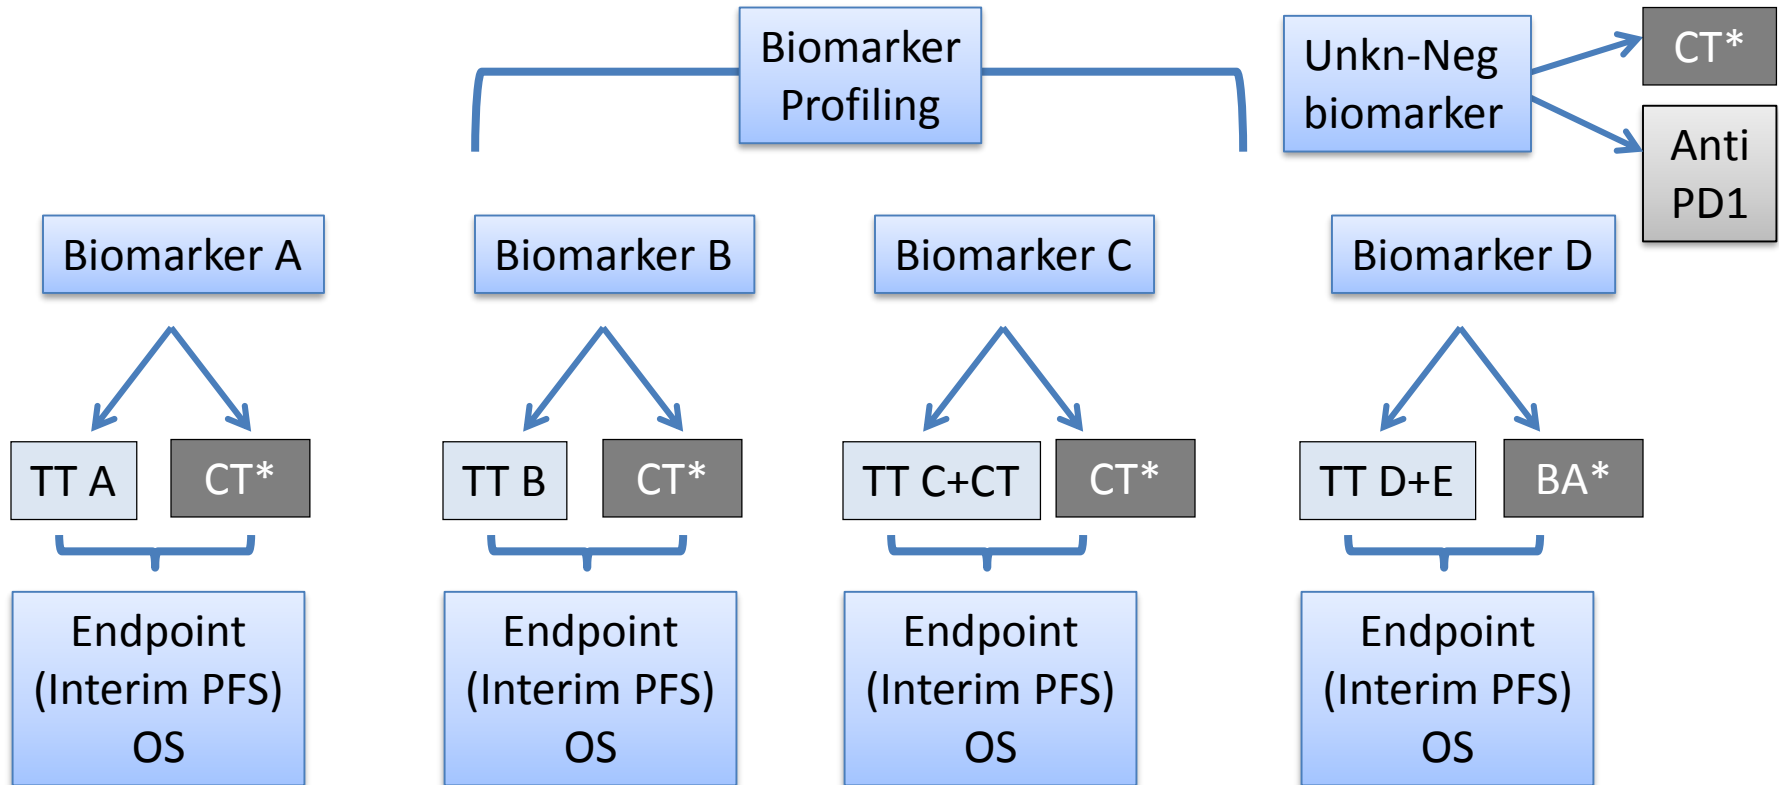 Biomarker
Profiling
Unkn-Neg
biomarker
CT*
Anti
PD1
Biomarker A
Biomarker B
Biomarker C
Biomarker D
TT A
CT*
TT B
CT*
TT C+CT
CT*
TT D+E
BA*
Endpoint
(Interim PFS)
OS
Endpoint
(Interim PFS)
OS
Endpoint
(Interim PFS)
OS
Endpoint
(Interim PFS)
OS